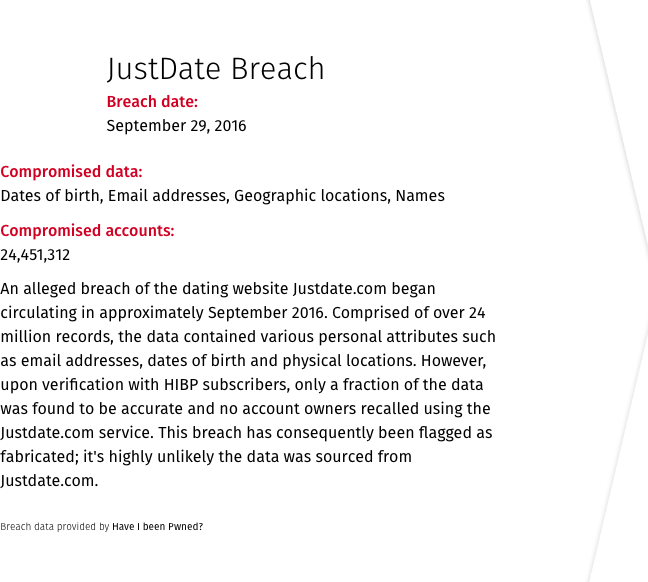 JustDate Breach
Breach date:
September 29, 2016
Compromised data:
Dates of birth, Email addresses, Geographic locations, Names
Compromised accounts:
24,451,312
An alleged breach of the dating website Justdate.com began
circulating in approximately September 2016. Comprised of over 24
million records, the data contained various personal attributes such
as email addresses, dates of birth and physical locations. However,
upon verification with HIBP subscribers, only a fraction of the data
was found to be accurate and no account owners recalled using the
Justdate.com service. This breach has consequently been flagged as
fabricated; it's highly unlikely the data was sourced from
Justdate.com.
Breach data provided by Have I been Pwned?